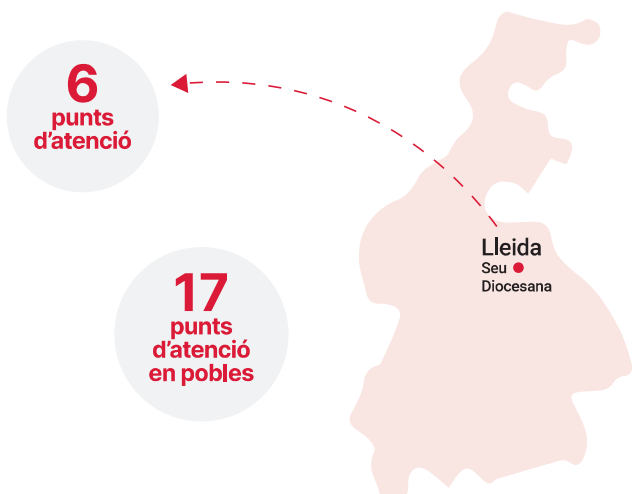 6
punts
d'atenció
Lleida
Seu
Diocesana
17
punts
d'atenció
en pobles